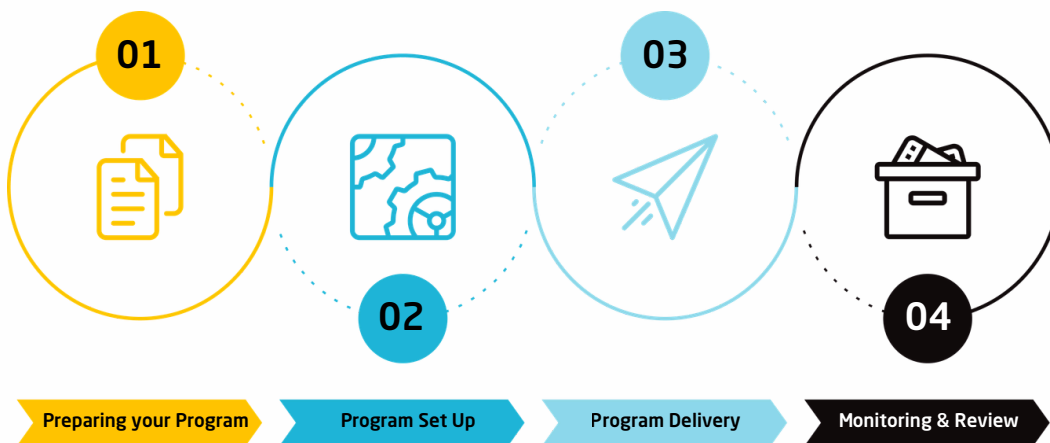 01
02
03
04
Preparing your Program
Program Set Up
Program Delivery
Monitoring & Review